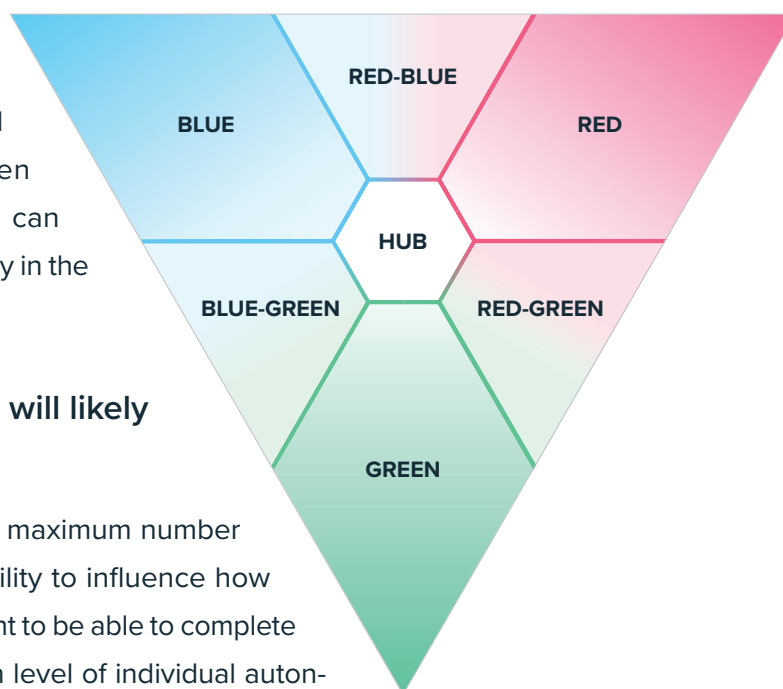 RED-BLUE
BLUE
RED
en
can
y in the
HUB
BLUE-GREEN
RED-GREEN
will likely
GREEN
maximum number
ility to influence how
nt to be able to complete
level of individual auton-